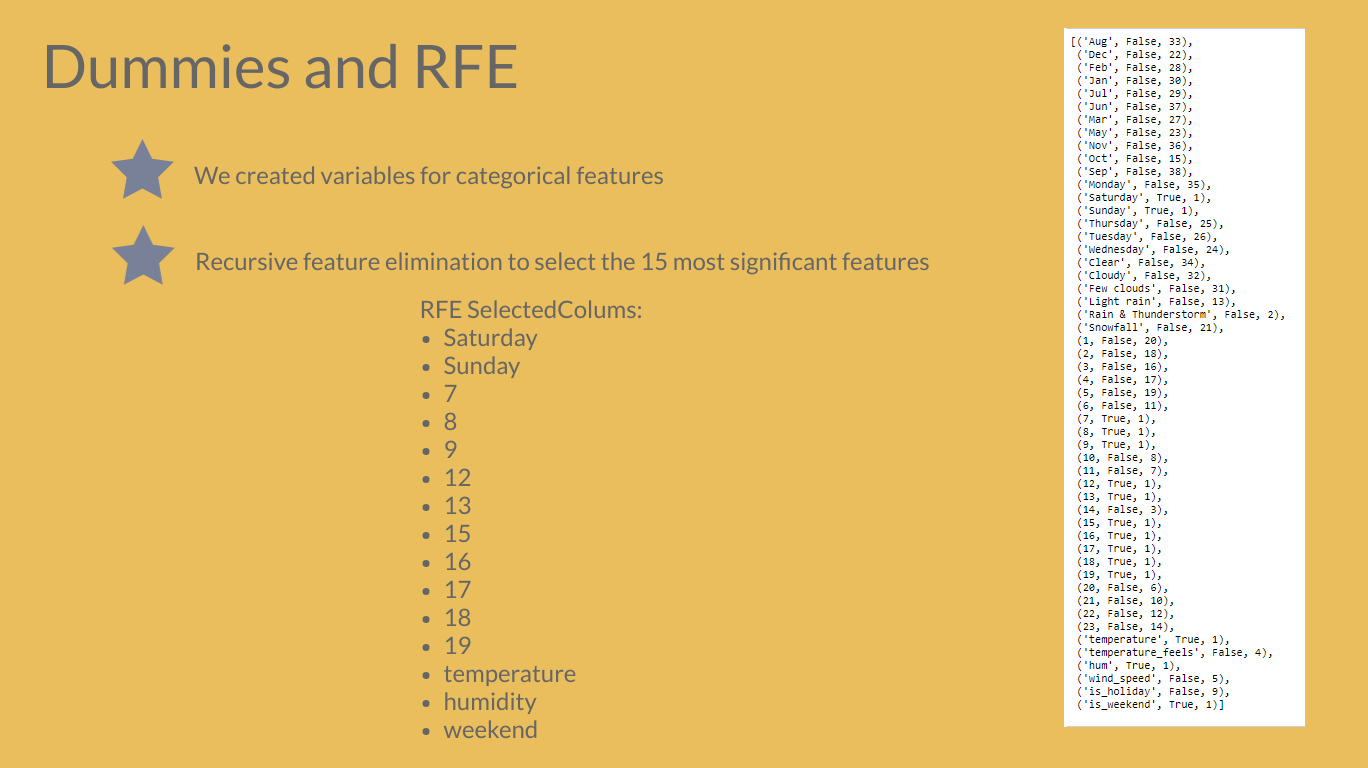 Dummies and RFE
We created variables for categorical features
Recursive feature elimination to select the 15 most significant features
RFE SelectedColums:
• Saturday
• Sunday
• 7
• 8
• 9
• 12
• 13
• 15
• 16
• 17
• 18
• 19
• temperature
• humidity
• weekend
[('Aug', False, 33),
('Dec', False, 22),
('Feb', False, 28),
('Jan', False, 30),
('Jul', False, 29),
('Jun', False, 37),
('Mar', False, 27),
('May', False, 23),
('Nov', False, 36),
('Oct', False, 15),
('Sep', False, 38),
('Monday', False, 35),
('Saturday', True, 1),
('Sunday', True, 1),
('Thursday', False, 25),
('Tuesday', False, 26),
('Wednesday', False, 24),
('Clear', False, 34),
('Cloudy', False, 32),
('Few clouds', False, 31),
('Light rain', False, 13),
('Rain & Thunderstorm', False, 2),
('Snowfall', False, 21),
(1, False, 20),
(2, False, 18),
(3, False, 16),
(4, False, 17),
(5, False, 19),
(6, False, 11),
(7, True, 1),
(8, True, 1),
(9, True, 1),
(10, False, 8),
(11, False, 7),
(12, True, 1),
(13, True, 1),
(14, False, 3),
(15, True, 1),
(16, True, 1),
(17, True, 1),
(18, True, 1),
(19, True, 1),
(20, False, 6),
(21, False, 10),
(22, False, 12),
(23, False, 14),
('temperature', True, 1),
('temperature_feels', False, 4),
('hum', True, 1),
('wind_speed', False, 5),
('is_holiday', False, 9),
('is_weekend', True, 1)]